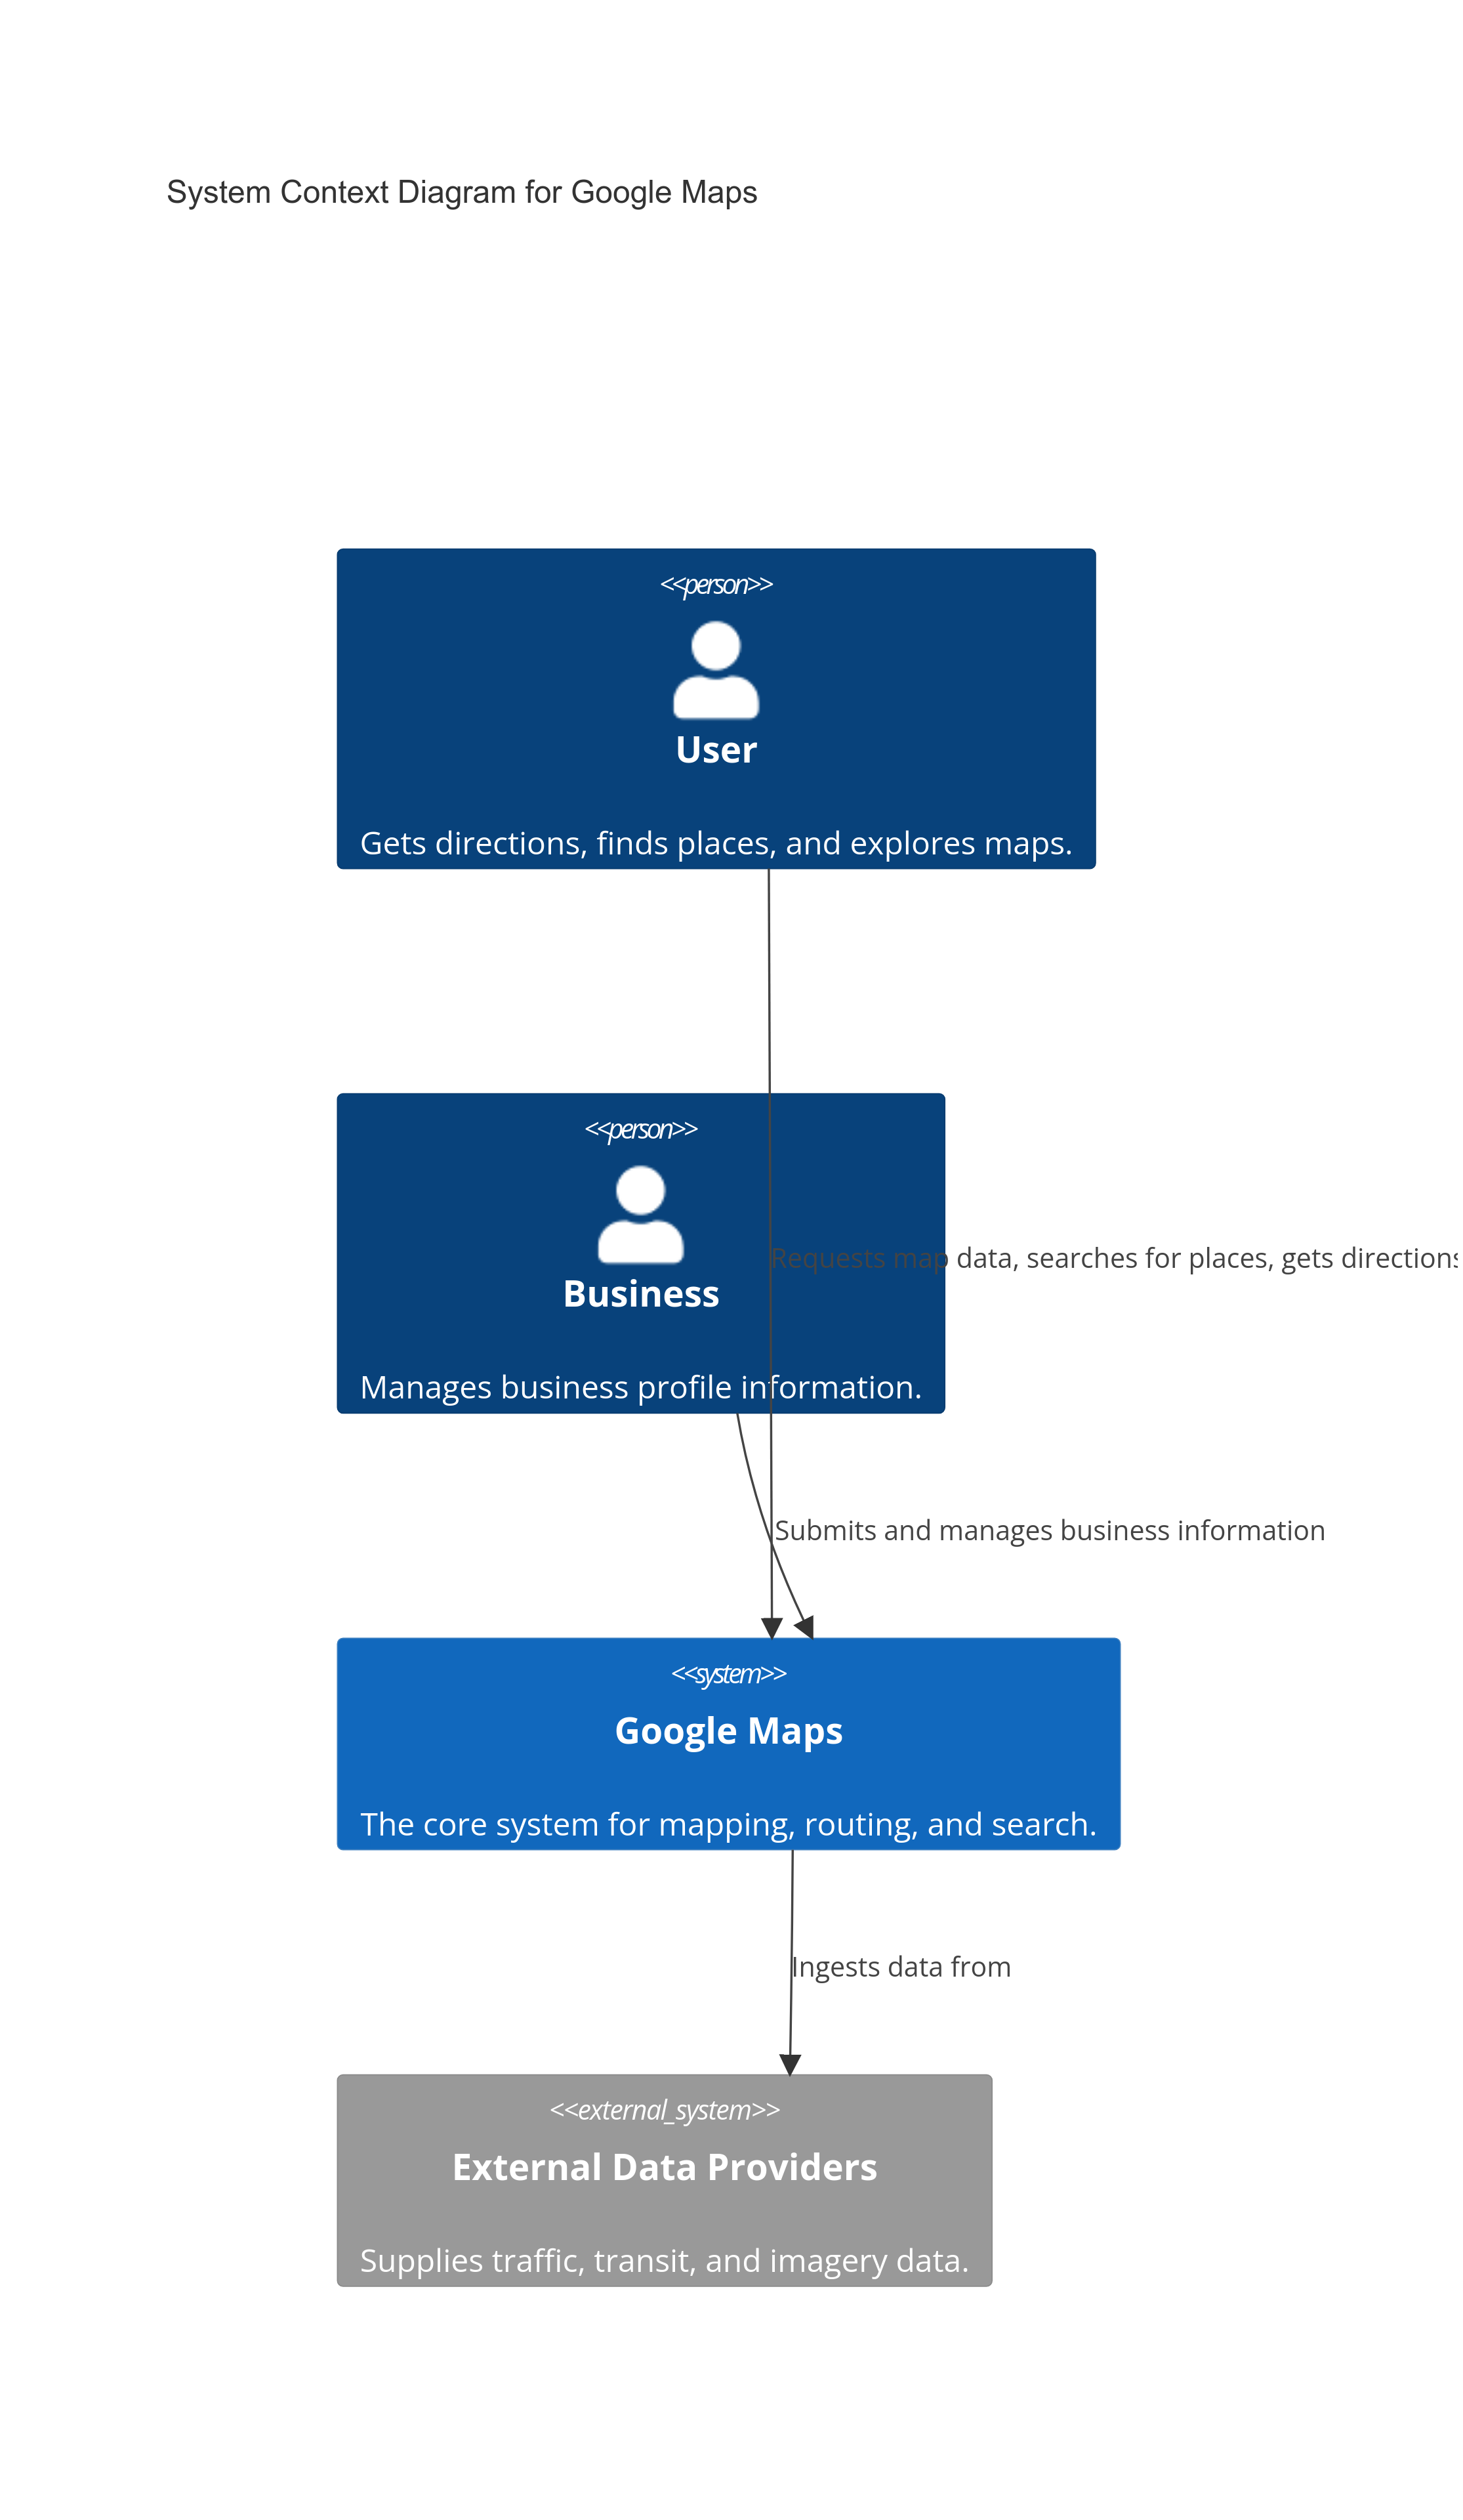 System Context Diagram for Google Maps
<<person>>
User
Gets directions, finds places, and explores maps.
<<person>>
Business
Requests map data, searches for places, gets directions
Manages business profile information.
Submits and manages business information
<<system>>
Google Maps
The core system for mapping, routing, and search.
Ingests data from
<<external_system>>
External Data Providers
Supplies traffic, transit, and imagery data.